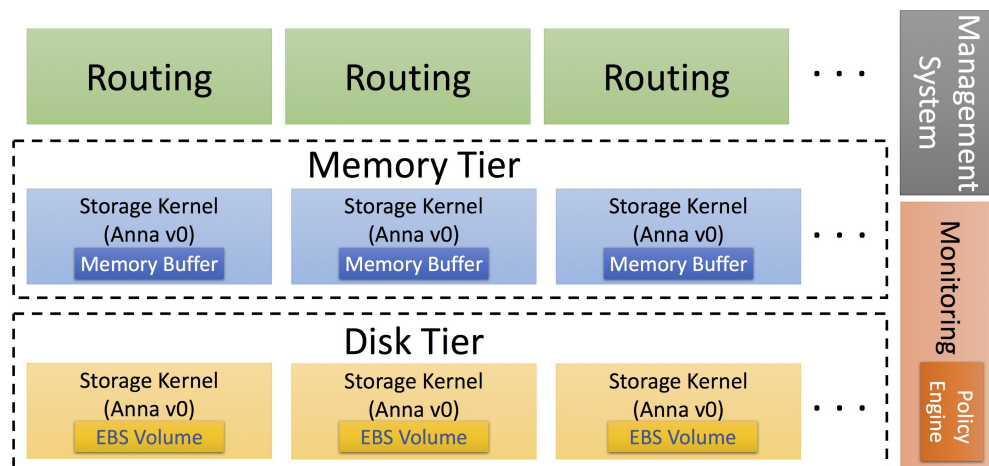 Routing
Routing
Routing
. . .
Management
System
Memory Tier
Storage Kernel
(Anna v0)
Memory Buffer
Storage Kernel
(Anna v0)
Memory Buffer
Storage Kernel
(Anna v0)
Memory Buffer
. . .
Disk Tier
Storage Kernel
(Anna v0)
EBS Volume
Storage Kernel
(Anna v0)
EBS Volume
Storage Kernel
(Anna v0)
EBS Volume
. . .
Monitoring
Policy
Engine